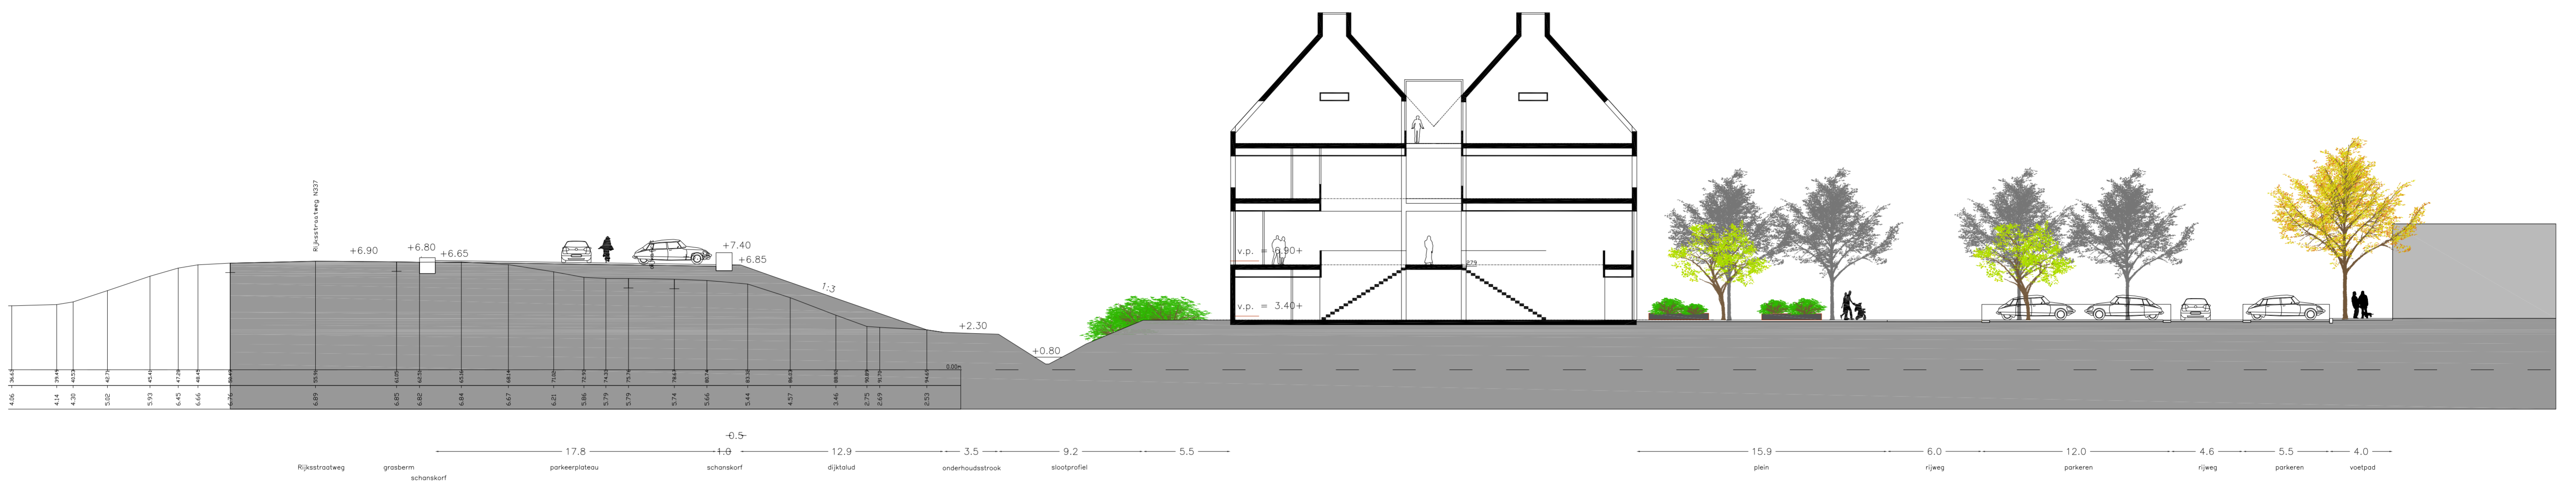 Rijksstraatweg N337
+6.90
+6.80
+6.65
+7.40
+6.85
1:3
+2.30
+0.80
0.00
v.p. = 6.90+
v.p. = 3.40+
4.06 4.14 4.30 5.02 5.93 6.45 6.66 6.76 6.89 6.85 6.82 6.84 6.67 6.21 5.86 5.79 5.79 5.74 5.66 5.44 4.57 3.46 2.75 2.69 2.53
0.5
17.8 1.0 12.9 3.5 9.2 5.5 15.9 6.0 12.0 4.6 5.5 4.0
Rijksstraatweg grasberm parkeerplateau schanskorf dijktalud onderhoudsstrook slootprofiel plein rijweg parkeren rijweg parkeren voetpad
schanskorf